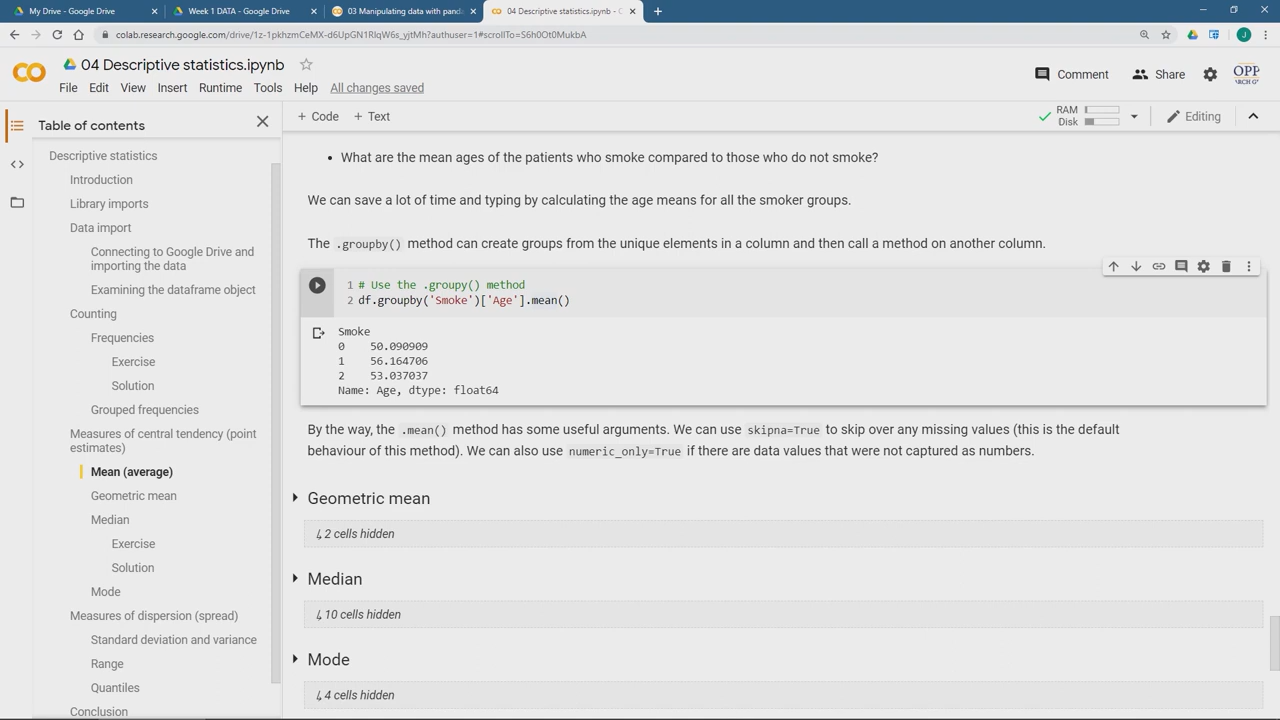 My Drive - Google Drive
Week 1 DATA - Google Drive
03 Manipulating data with panda
04 Descriptive statistics.ipynb - C
colab.research.google.com/drive/1z-1pkhzmCeMX-d6UpGN1RIqW6s_yjtMh?authuser=1#scrollTo=S6h0Ot0MukbA
J
04 Descriptive statistics.ipynb
File Edit View Insert Runtime Tools Help All changes saved
Comment
Share
OPP
ARCH G
+ Code + Text
RAM
Disk
Editing
Table of contents
Descriptive statistics
Introduction
Library imports
Data import
Connecting to Google Drive and
importing the data
Examining the dataframe object
Counting
Frequencies
Exercise
Solution
Grouped frequencies
Measures of central tendency (point
estimates)
Mean (average)
Geometric mean
Median
Exercise
Solution
Mode
Measures of dispersion (spread)
Standard deviation and variance
Range
Quantiles
Conclusion
• What are the mean ages of the patients who smoke compared to those who do not smoke?
We can save a lot of time and typing by calculating the age means for all the smoker groups.
The .groupby() method can create groups from the unique elements in a column and then call a method on another column.
1 # Use the .groupy() method
2 df.groupby('Smoke')['Age'].mean()
Smoke
0 50.090909
1 56.164706
2 53.037037
Name: Age, dtype: float64
By the way, the .mean() method has some useful arguments. We can use skipna=True to skip over any missing values (this is the default
behaviour of this method). We can also use numeric_only=True if there are data values that were not captured as numbers.
Geometric mean
2 cells hidden
Median
10 cells hidden
Mode
4 cells hidden